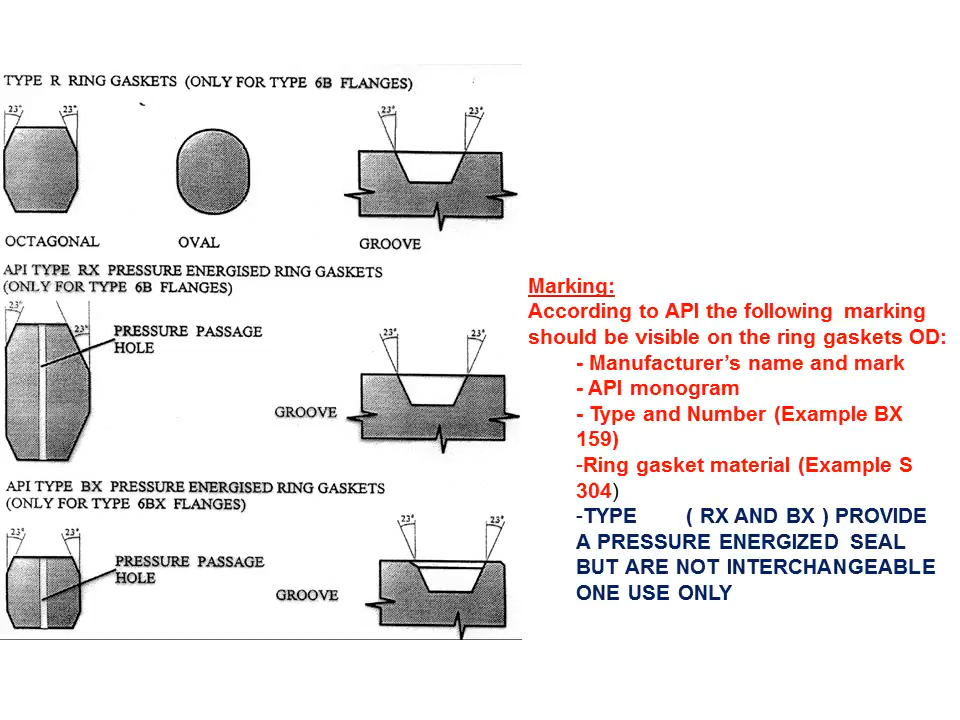 TYPE R RING GASKETS (ONLY FOR TYPE 6B FLANGES)
23° 23° 23° 23°
OCTAGONAL OVAL GROOVE
API TYPE RX PRESSURE ENERGISED RING GASKETS
(ONLY FOR TYPE 6B FLANGES)
23° 23° 23° 23°
PRESSURE PASSAGE
HOLE
GROOVE
API TYPE BX PRESSURE ENERGISED RING GASKETS
(ONLY FOR TYPE 6BX FLANGES)
23° 23° 23° 23°
PRESSURE PASSAGE
HOLE
GROOVE
Marking:
According to API the following marking
should be visible on the ring gaskets OD:
- Manufacturer’s name and mark
- API monogram
- Type and Number (Example BX
159)
-Ring gasket material (Example S
304)
-TYPE ( RX AND BX ) PROVIDE
A PRESSURE ENERGIZED SEAL
BUT ARE NOT INTERCHANGEABLE
ONE USE ONLY